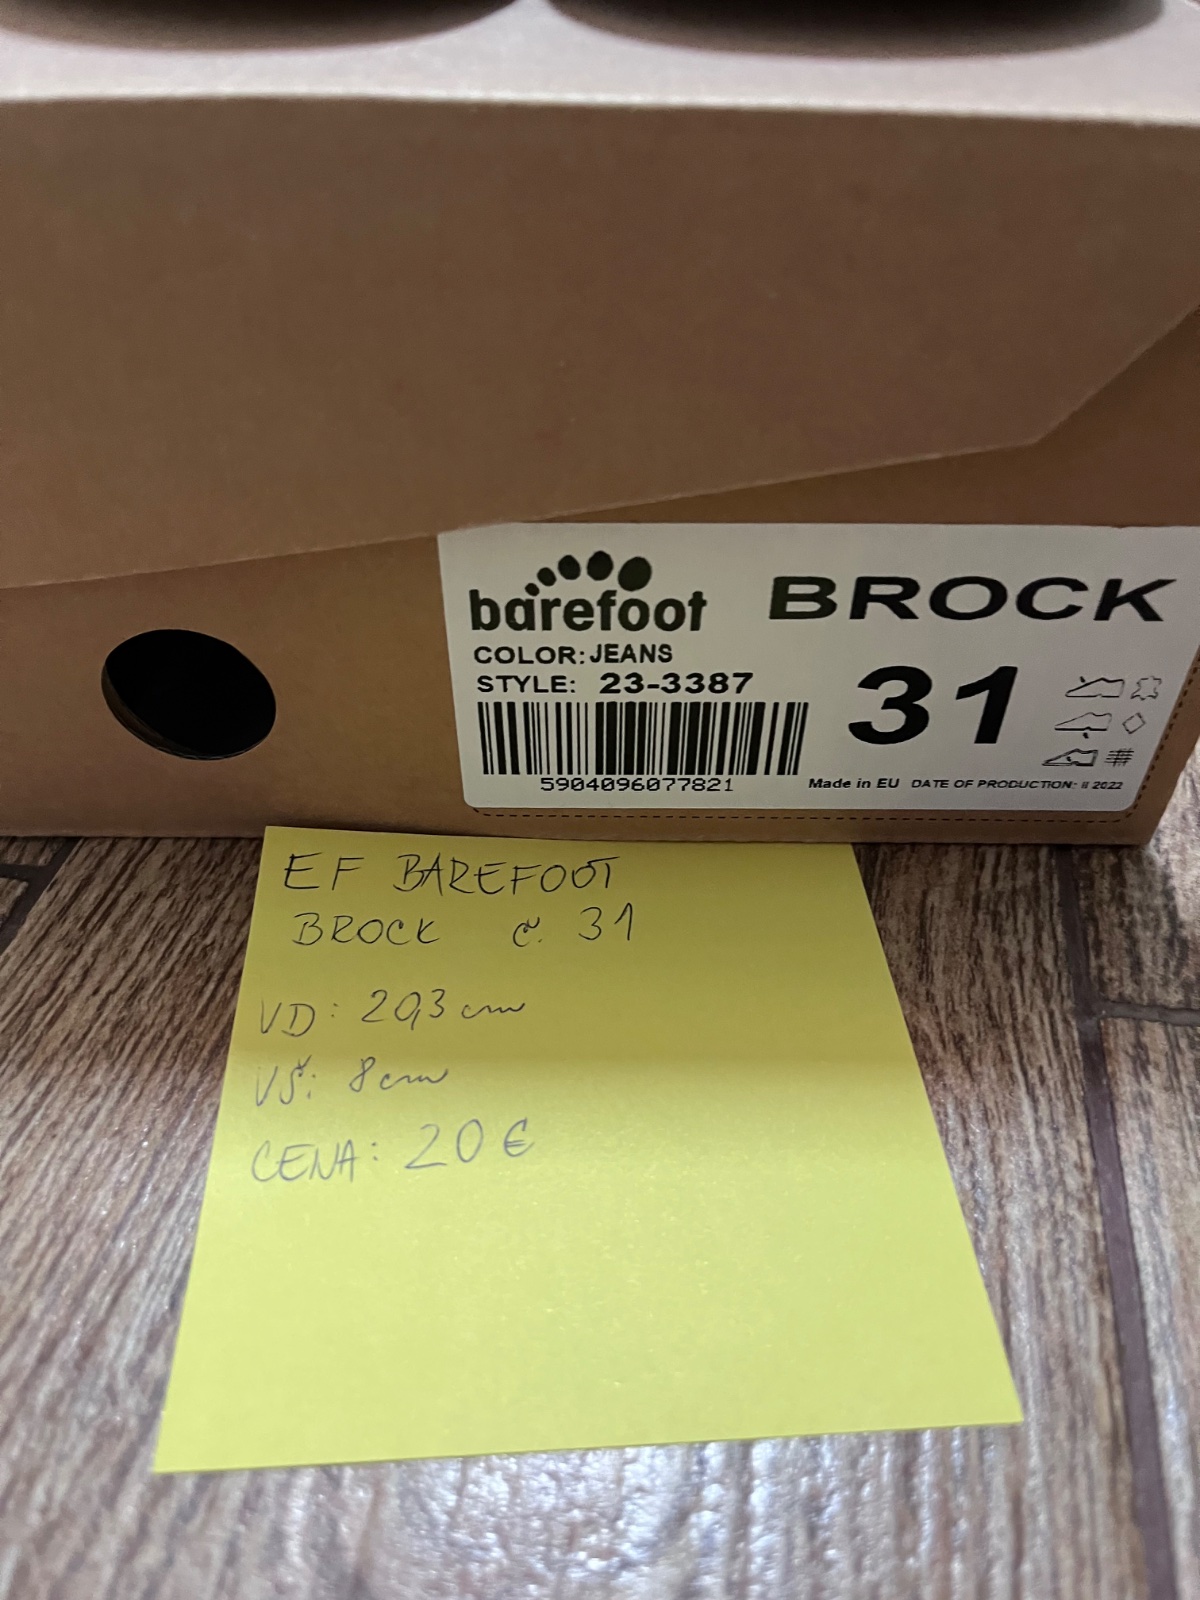 barefoot BROCK
COLOR: JEANS
STYLE: 23-3387
31
5904096077821
Made in EU DATE OF PRODUCTION: II 2022
EF BAREFOOT
BROCK č. 31
VD: 20,3 cm
VŠ: 8 cm
CENA: 20 €